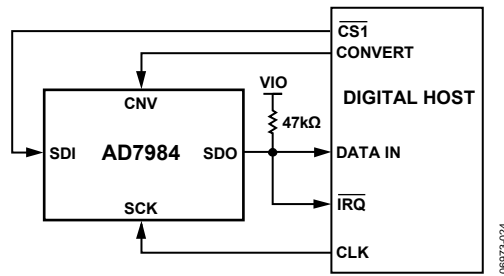 CS1
CONVERT
CNV
VIO
DIGITAL HOST
47kΩ
SDI
AD7984
SDO
DATA IN
SCK
IRQ
CLK
06973-024